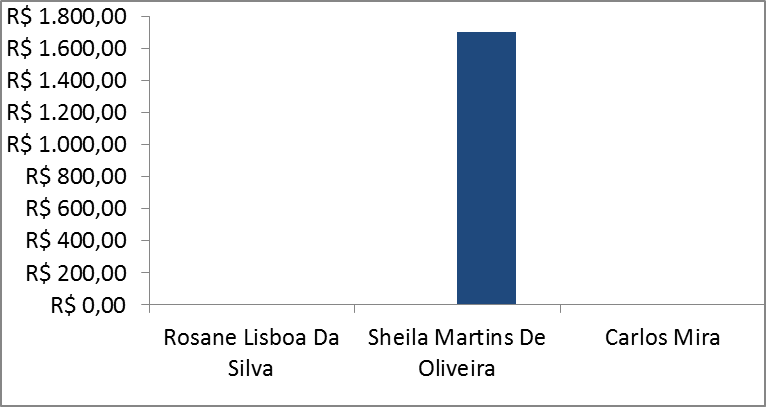 R$ 1.800,00
R$ 1.600,00
R$ 1.400,00
R$ 1.200,00
R$ 1.000,00
R$ 800,00
R$ 600,00
R$ 400,00
R$ 200,00
R$ 0,00
Rosane Lisboa Da
Silva
Sheila Martins De
Oliveira
Carlos Mira